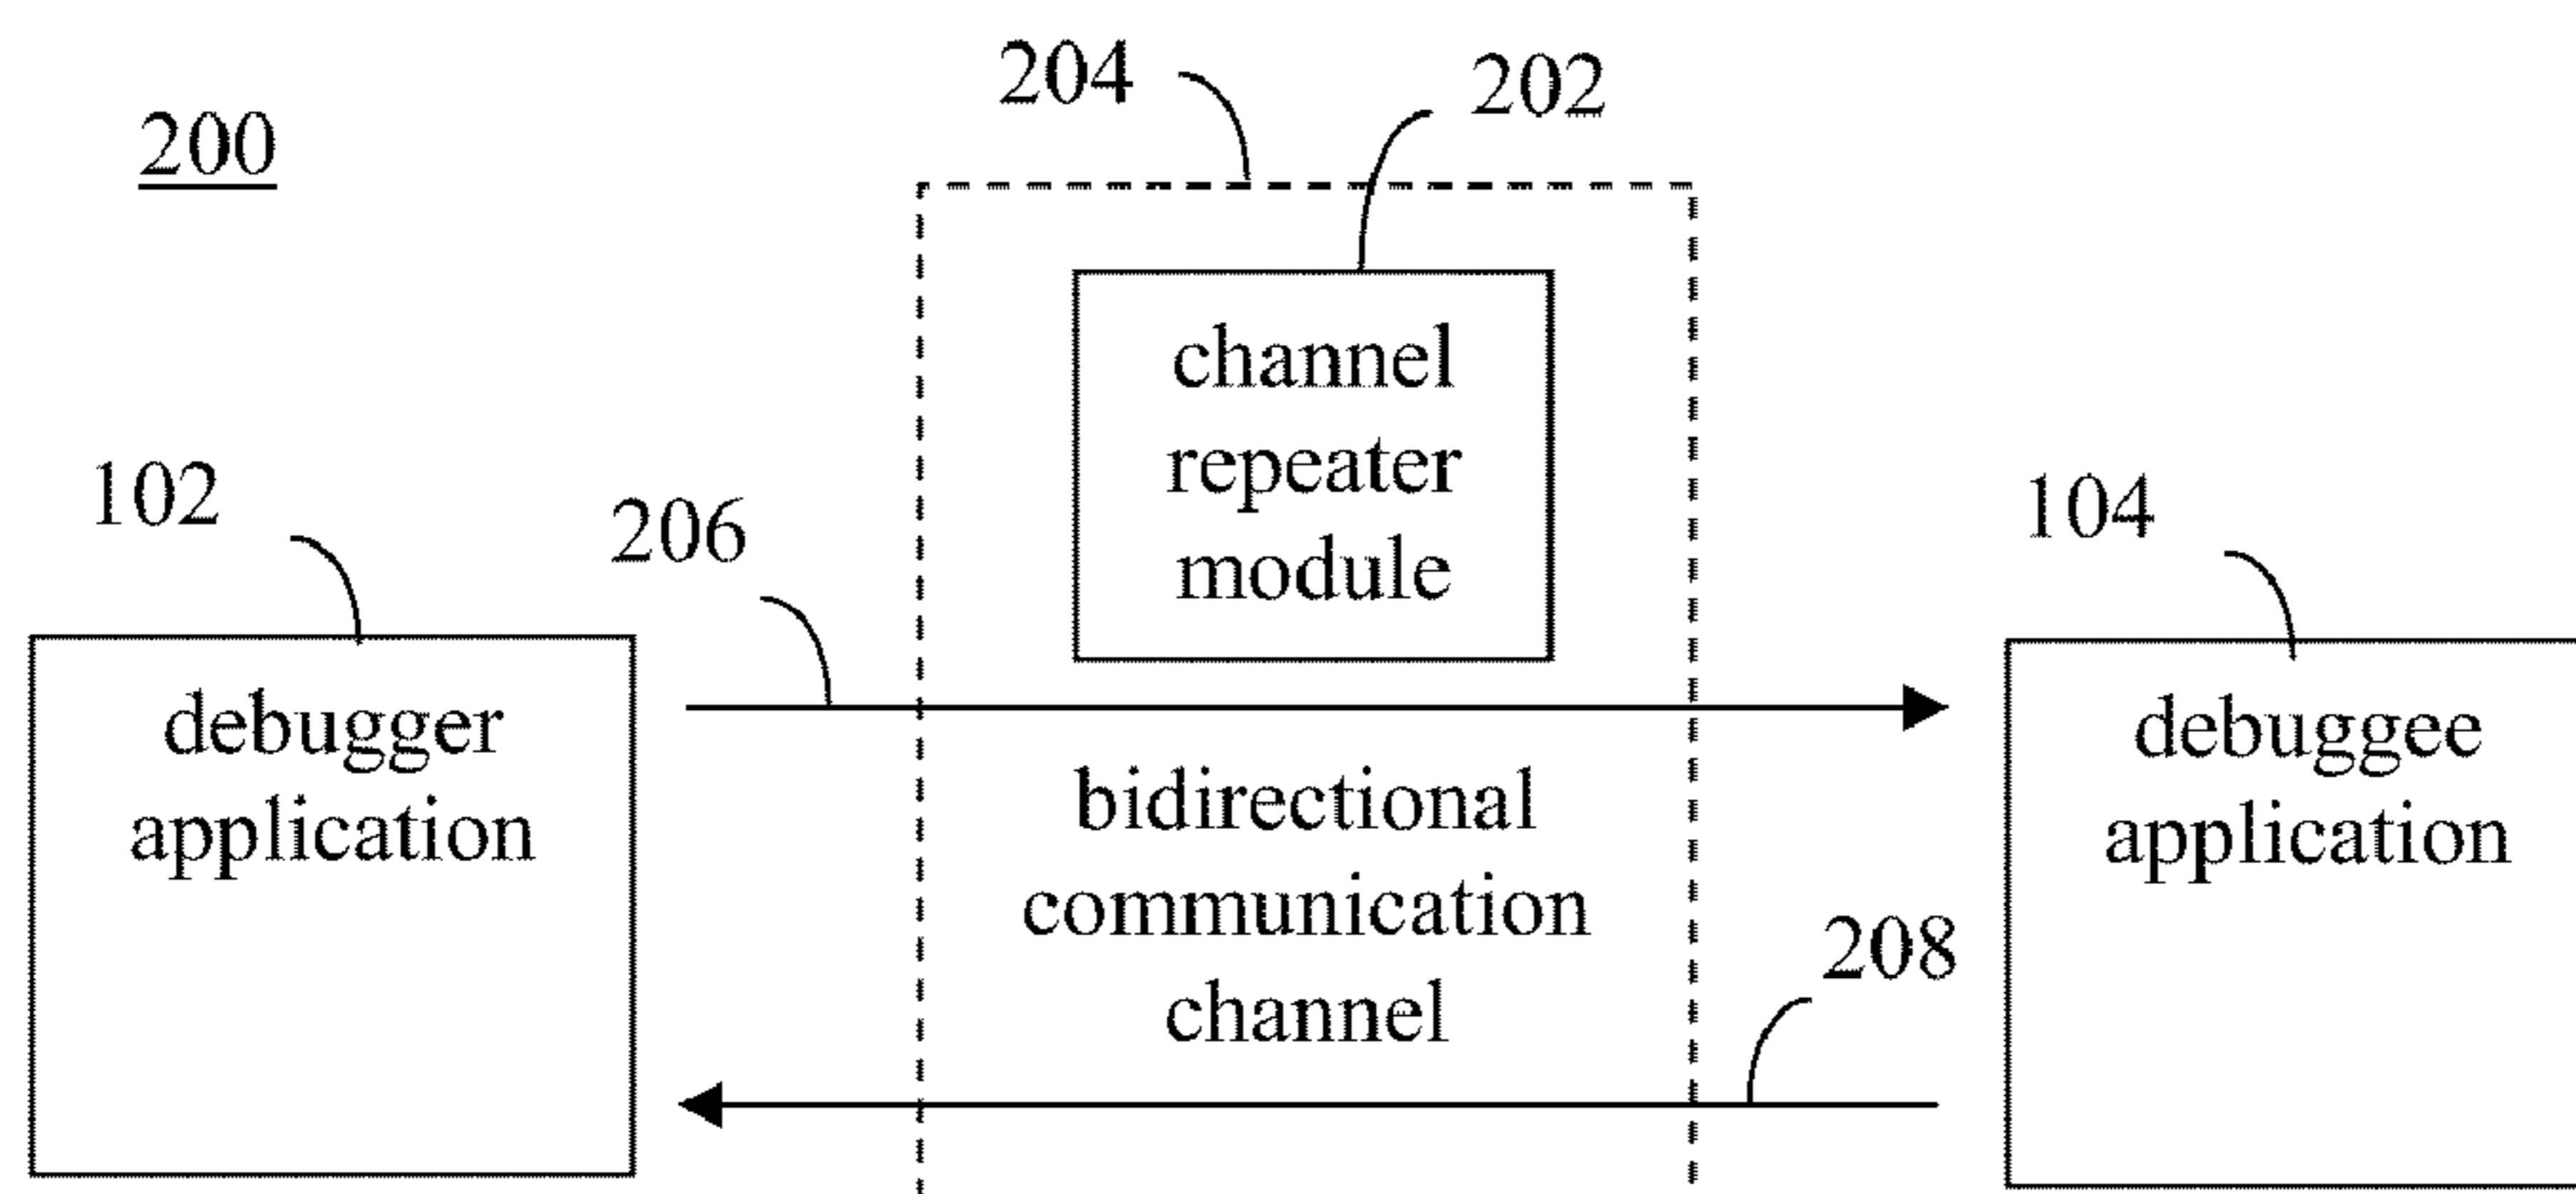 204
202
200
channel
repeater
module
102
206
104
debugger
application
debuggee
application
bidirectional
communication
channel
208